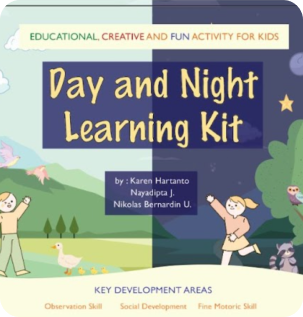 EDUCATIONAL, CREATIVE AND FUN ACTIVITY FOR KIDS
Day and Night
Learning Kit
by : Karen Hartanto
Nayadipta J.
Nikolas Bernardin U.
KEY DEVELOPMENT AREAS
Observation Skill Social Development Fine Motoric Skill